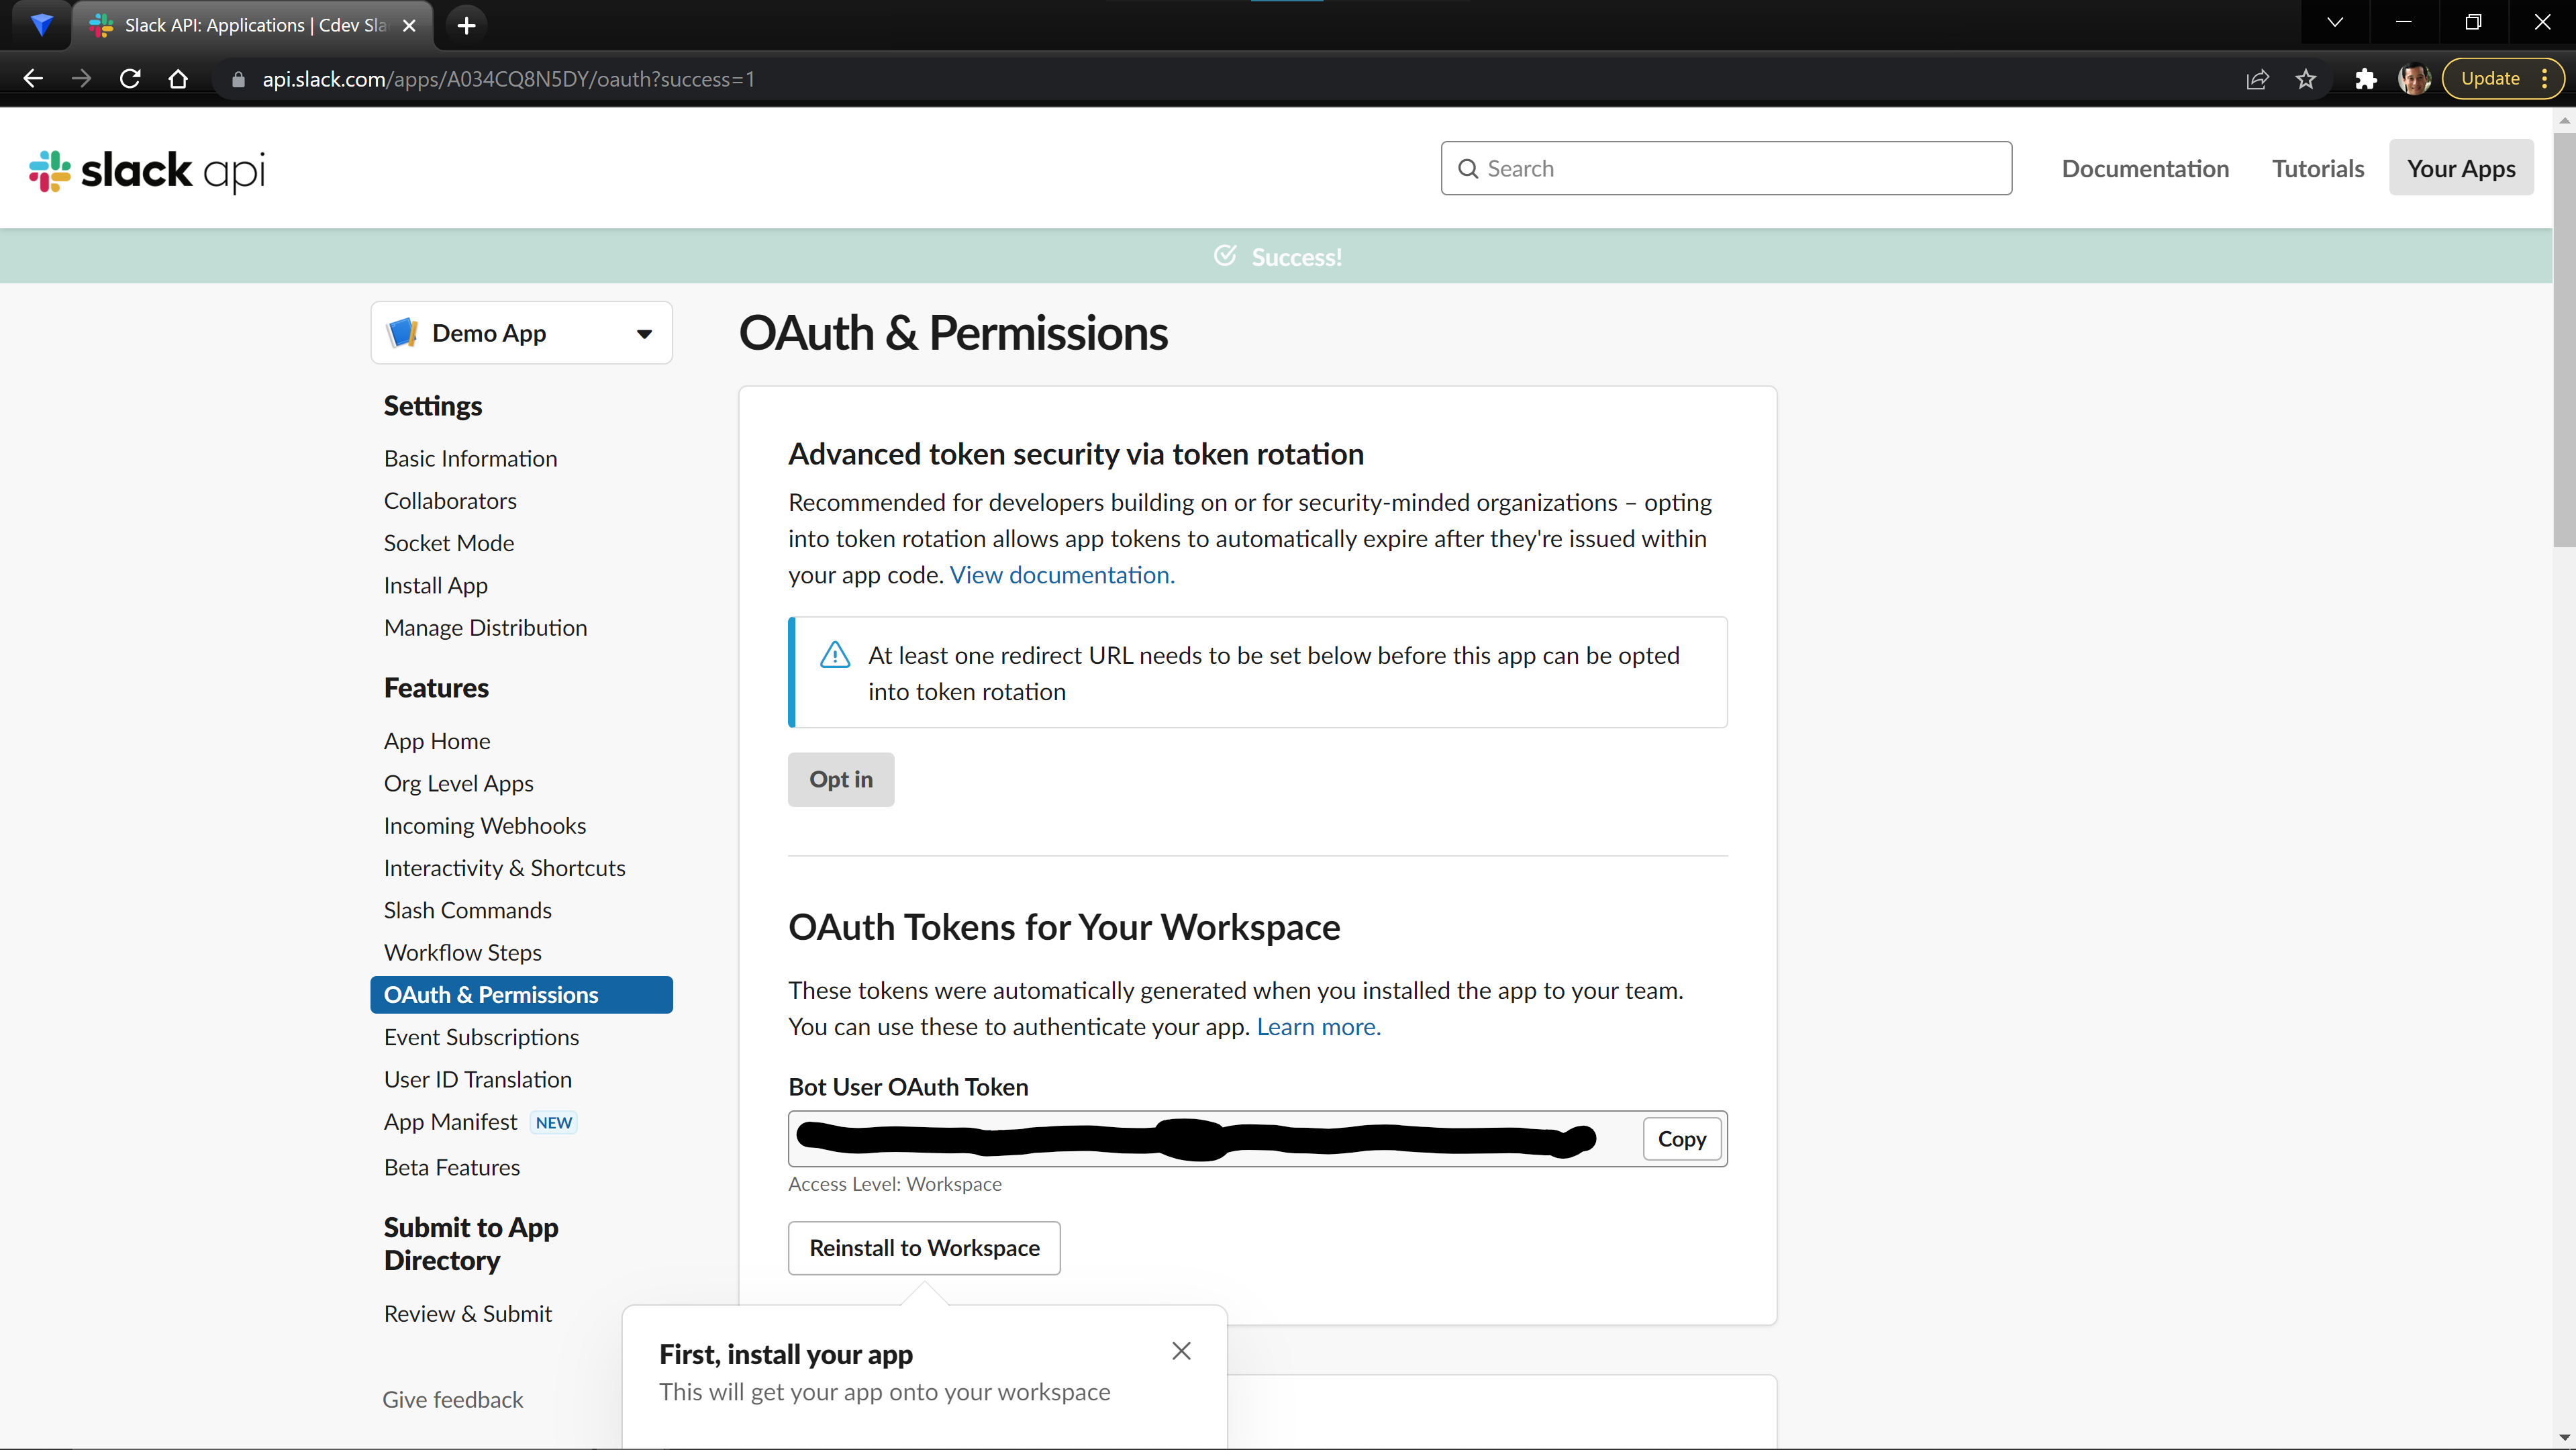 Slack API: Applications | Cdev Sla
api.slack.com/apps/A034CQ8N5DY/oauth?success=1
Update
slack api
Search
Documentation
Tutorials
Your Apps
Success!
Demo App
Settings
Basic Information
Collaborators
Socket Mode
Install App
Manage Distribution
Features
App Home
Org Level Apps
Incoming Webhooks
Interactivity & Shortcuts
Slash Commands
Workflow Steps
OAuth & Permissions
Event Subscriptions
User ID Translation
App Manifest NEW
Beta Features
Submit to App
Directory
Review & Submit
Give feedback
OAuth & Permissions
Advanced token security via token rotation
Recommended for developers building on or for security-minded organizations – opting
into token rotation allows app tokens to automatically expire after they're issued within
your app code. View documentation.
At least one redirect URL needs to be set below before this app can be opted
into token rotation
Opt in
OAuth Tokens for Your Workspace
These tokens were automatically generated when you installed the app to your team.
You can use these to authenticate your app. Learn more.
Bot User OAuth Token
Copy
Access Level: Workspace
Reinstall to Workspace
First, install your app
This will get your app onto your workspace